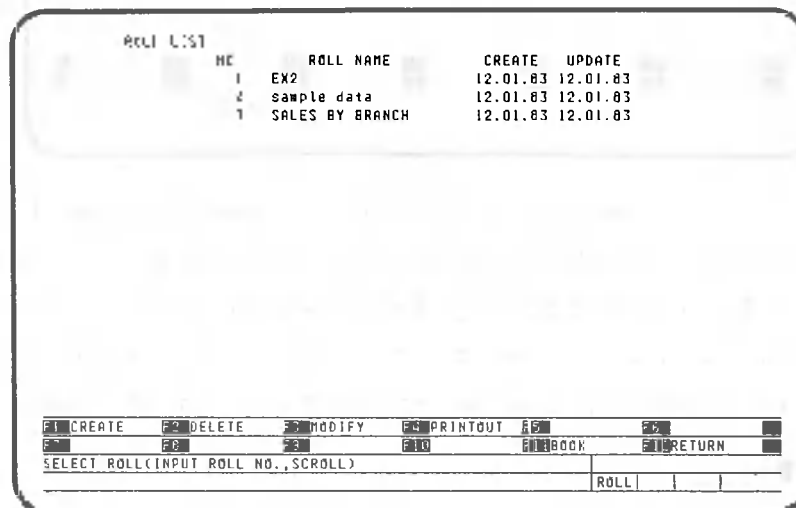 ROLL LIST
NO ROLL NAME CREATE UPDATE
1 EX2 12.01.83 12.01.83
2 sample data 12.01.83 12.01.83
3 SALES BY BRANCH 12.01.83 12.01.83
F1 CREATE F2 DELETE F3 MODIFY F4 PRINTOUT F5 F6
F7 F8 F9 F10 BOOK RETURN
SELECT ROLL(INPUT ROLL NO.,SCROLL)
ROLL